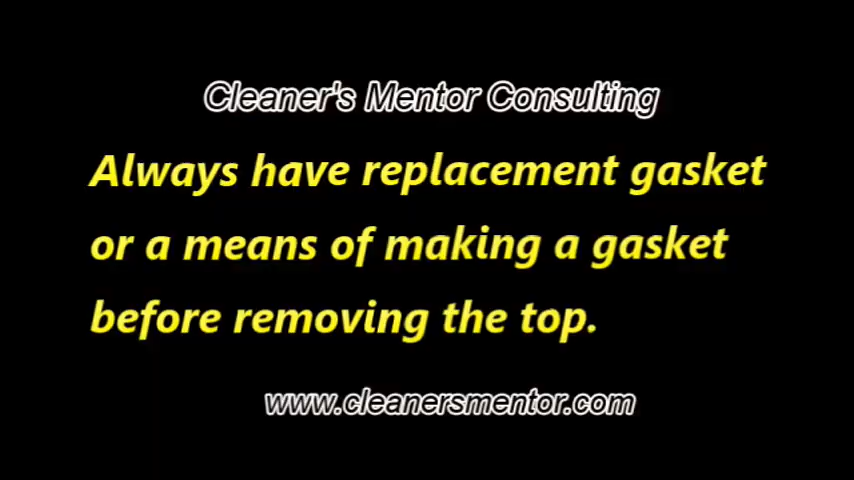 Cleaner's Mentor Consulting
Always have replacement gasket
or a means of making a gasket
before removing the top.
www.cleanersmentor.com